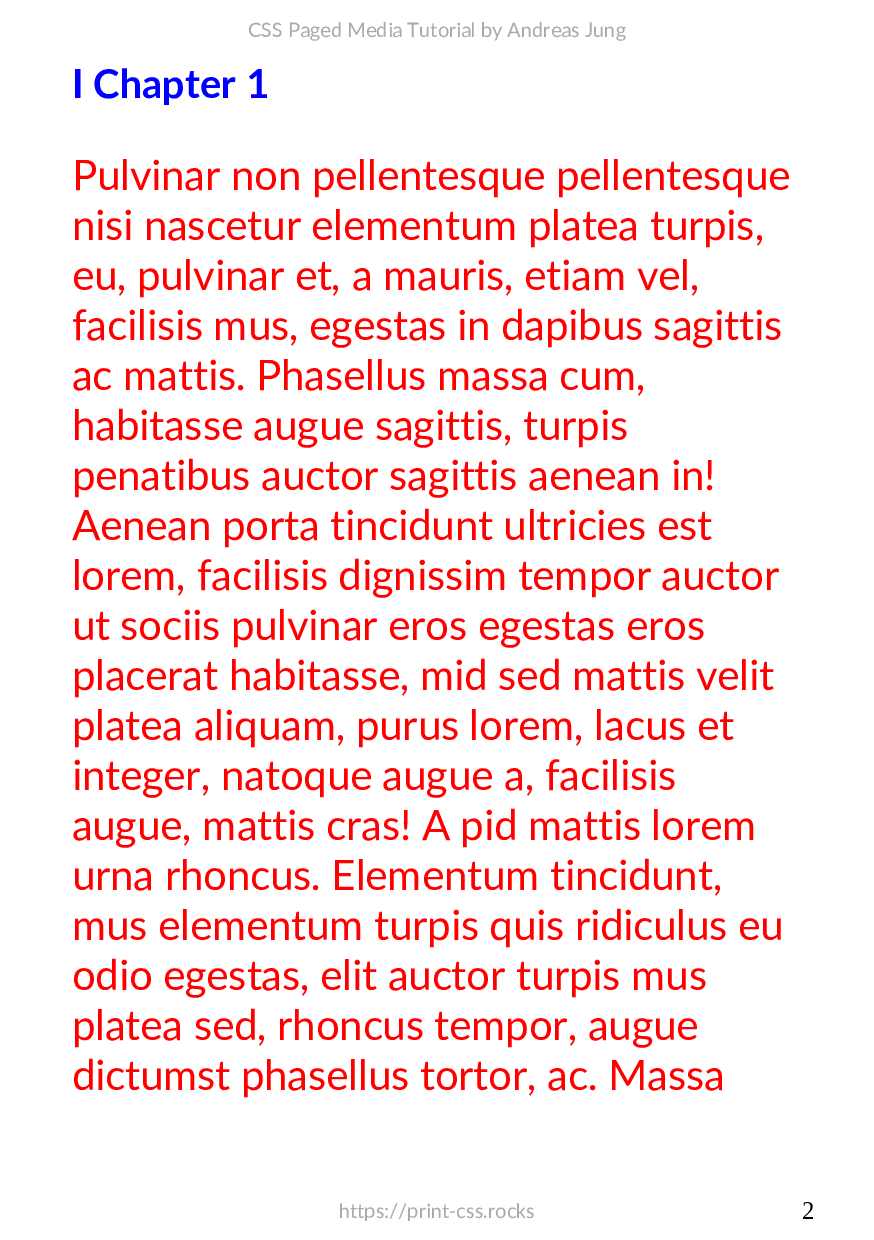 CSS Paged Media Tutorial by Andreas Jung
I Chapter 1
Pulvinar non pellentesque pellentesque
nisi nascetur elementum platea turpis,
eu, pulvinar et, a mauris, etiam vel,
facilisis mus, egestas in dapibus sagittis
ac mattis. Phasellus massa cum,
habitasse augue sagittis, turpis
penatibus auctor sagittis aenean in!
Aenean porta tincidunt ultricies est
lorem, facilisis dignissim tempor auctor
ut sociis pulvinar eros egestas eros
placerat habitasse, mid sed mattis velit
platea aliquam, purus lorem, lacus et
integer, natoque augue a, facilisis
augue, mattis cras! A pid mattis lorem
urna rhoncus. Elementum tincidunt,
mus elementum turpis quis ridiculus eu
odio egestas, elit auctor turpis mus
platea sed, rhoncus tempor, augue
dictumst phasellus tortor, ac. Massa
https://print-css.rocks
2